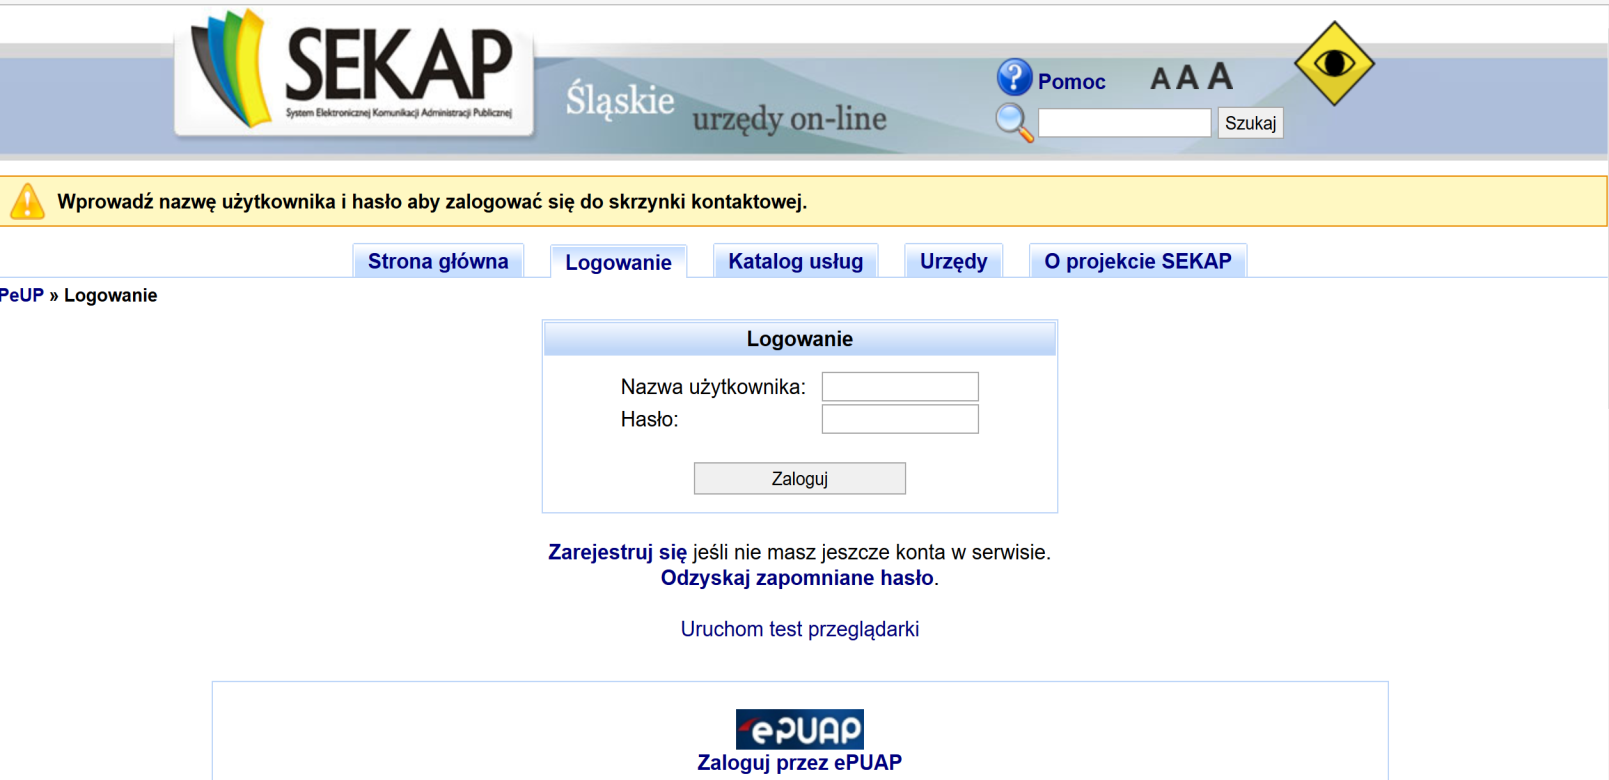 SEKAP
System Elektronicznej Komunikacji Administracji Publicznej
Śląskie
urzędy on-line
Pomoc
A A A
Szukaj
Wprowadź nazwę użytkownika i hasło aby zalogować się do skrzynki kontaktowej.
Strona główna Logowanie Katalog usług Urzędy O projekcie SEKAP
PeUP » Logowanie
Logowanie
Nazwa użytkownika:
Hasło:
Zaloguj
Zarejestruj się jeśli nie masz jeszcze konta w serwisie.
Odzyskaj zapomniane hasło.
Uruchom test przeglądarki
ePUAP
Zaloguj przez ePUAP